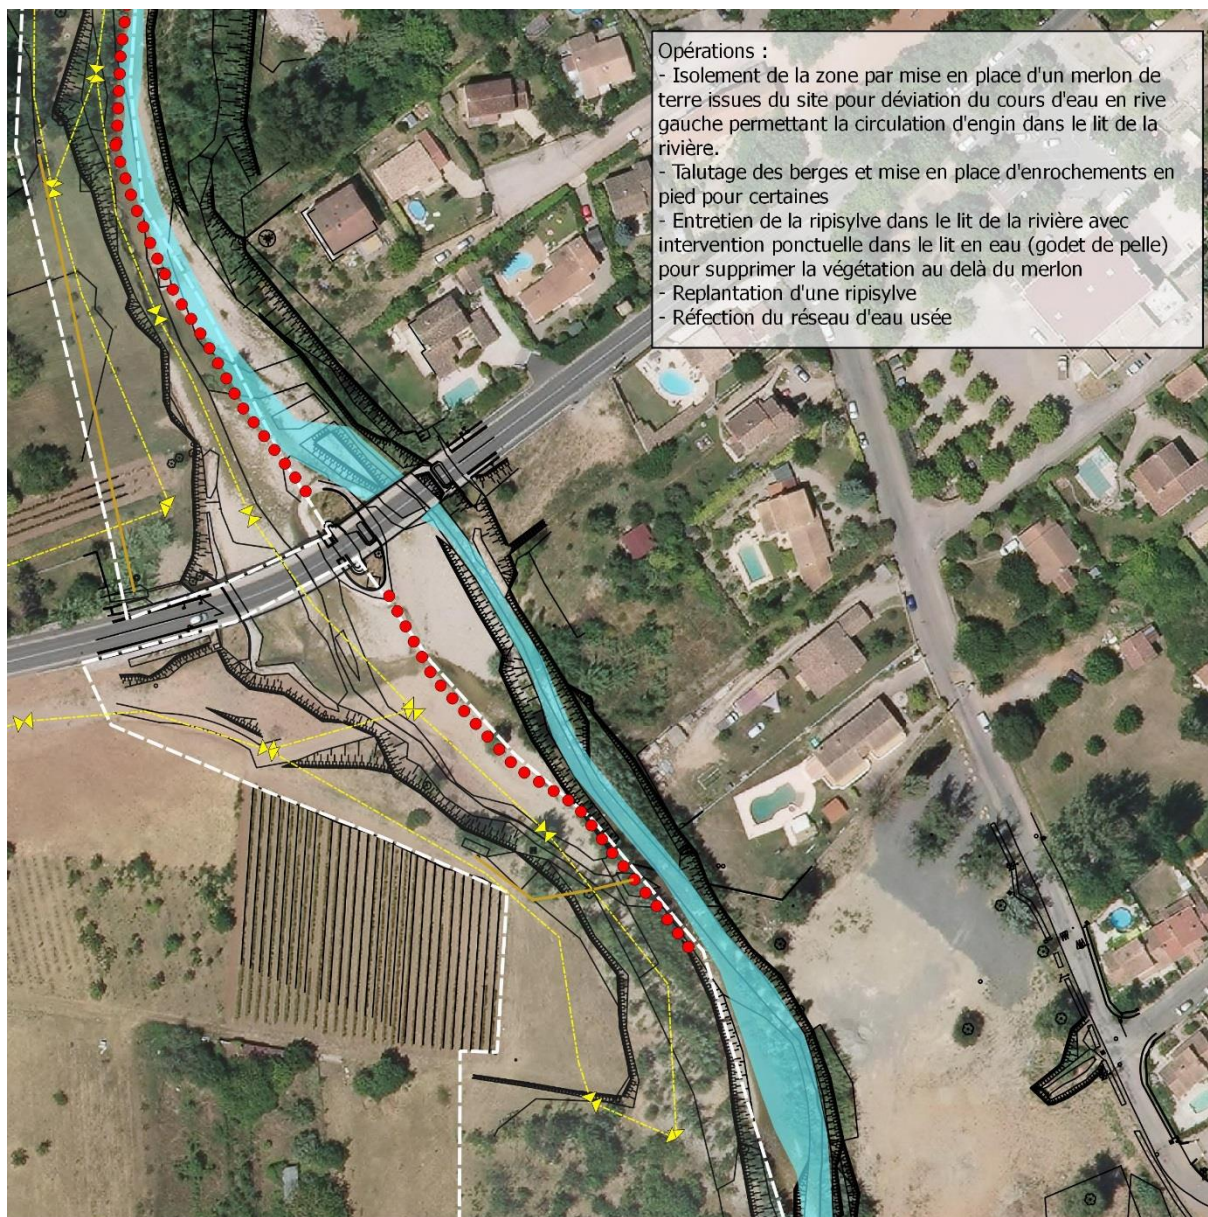 Opérations :
- Isolement de la zone par mise en place d'un merlon de
terre issues du site pour déviation du cours d'eau en rive
gauche permettant la circulation d'engin dans le lit de la
rivière.
- Talutage des berges et mise en place d'enrochements en
pied pour certaines
- Entretien de la ripisylve dans le lit de la rivière avec
intervention ponctuelle dans le lit en eau (godet de pelle)
pour supprimer la végétation au delà du merlon
- Replantation d'une ripisylve
- Réfection du réseau d'eau usée